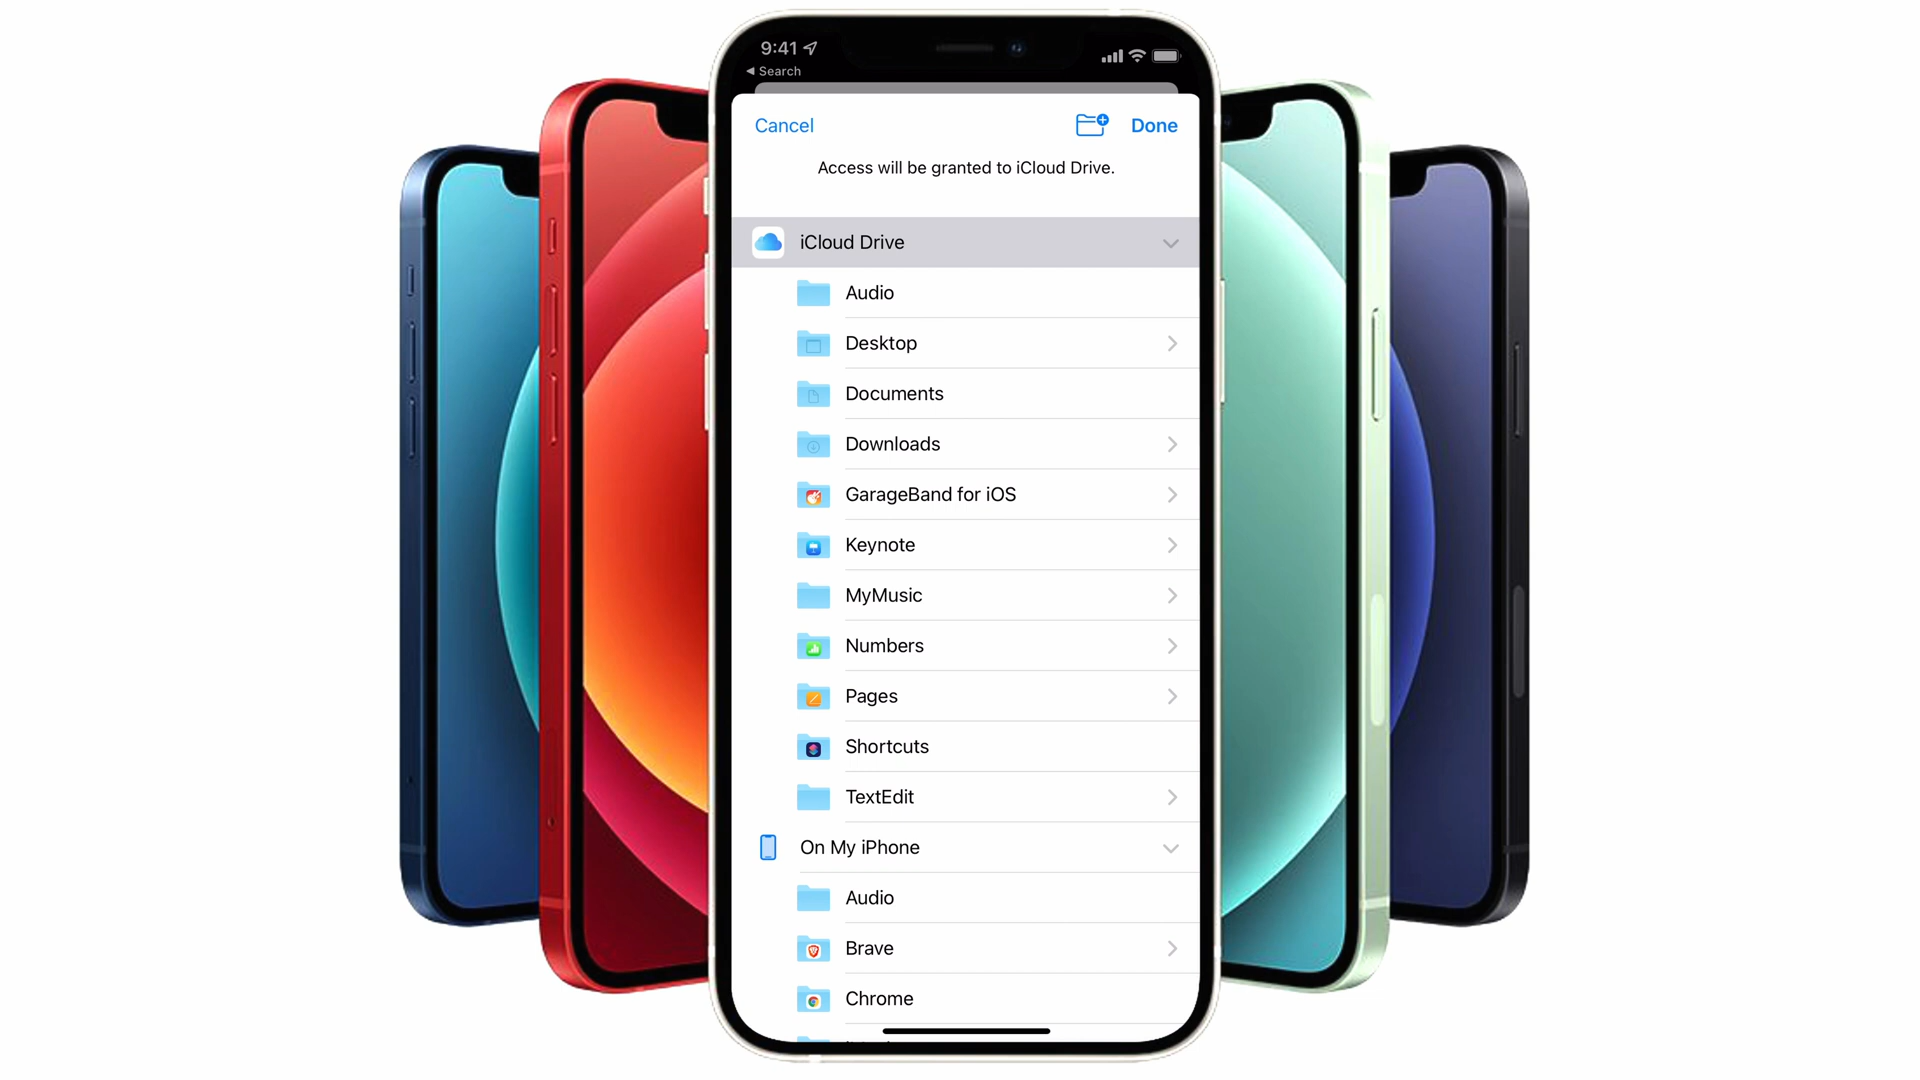 9:41
Search
Cancel
Done
Access will be granted to iCloud Drive.
iCloud Drive
Audio
Desktop
Documents
Downloads
GarageBand for iOS
Keynote
MyMusic
Numbers
Pages
Shortcuts
TextEdit
On My iPhone
Audio
Brave
Chrome